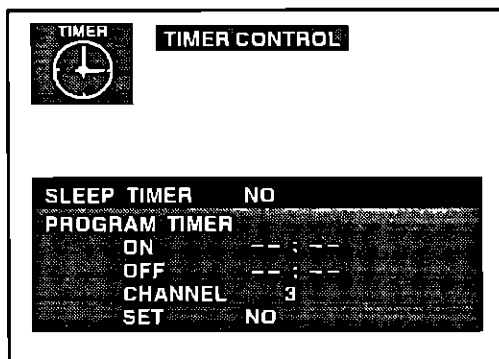 TIMER
TIMER CONTROL
SLEEP TIMER NO
PROGRAM TIMER
ON -- : --
OFF -- : --
CHANNEL 3
SET NO